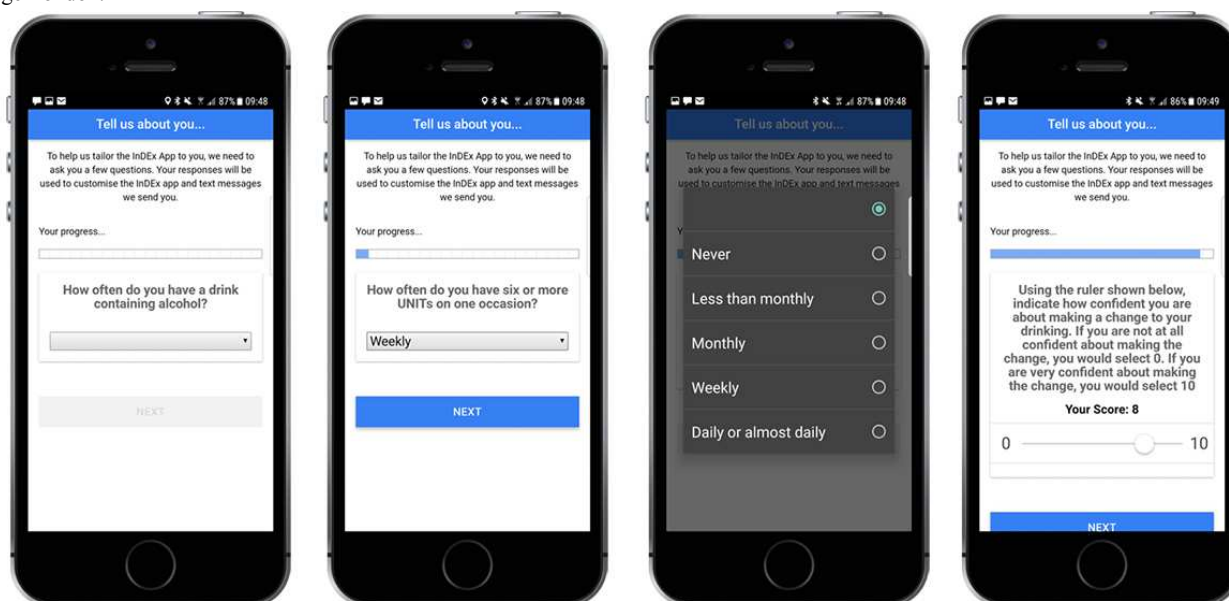 87% 09:48
Tell us about you...
To help us tailor the InDEx App to you, we need to
ask you a few questions. Your responses will be
used to customise the InDEx app and text messages
we send you.
Your progress...
How often do you have a drink
containing alcohol?
NEXT
87% 09:48
Tell us about you...
To help us tailor the InDEx App to you, we need to
ask you a few questions. Your responses will be
used to customise the InDEx app and text messages
we send you.
Your progress...
How often do you have six or more
UNITs on one occasion?
Weekly
NEXT
87% 09:48
Tell us about you...
To help us tailor the InDEx App to you, we need to
ask you a few questions. Your responses will be
used to customise the InDEx app and text messages
Y
Never
Less than monthly
Monthly
Weekly
Daily or almost daily
86% 09:49
Tell us about you...
To help us tailor the InDEx App to you, we need to
ask you a few questions. Your responses will be
used to customise the InDEx app and text messages
we send you.
Your progress...
Using the ruler shown below,
indicate how confident you are
about making a change to your
drinking. If you are not at all
confident about making the
change, you would select 0. If you
are very confident about making
the change, you would select 10
Your Score: 8
0 10
NEXT